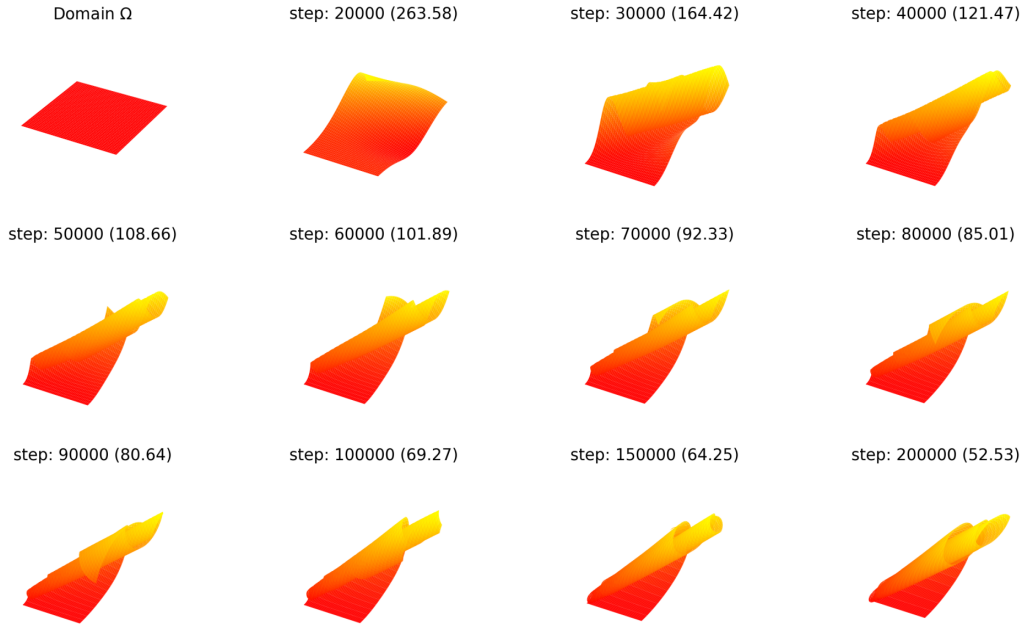 Domain Ω
step: 20000 (263.58)
step: 30000 (164.42)
step: 40000 (121.47)
step: 50000 (108.66)
step: 60000 (101.89)
step: 70000 (92.33)
step: 80000 (85.01)
step: 90000 (80.64)
step: 100000 (69.27)
step: 150000 (64.25)
step: 200000 (52.53)